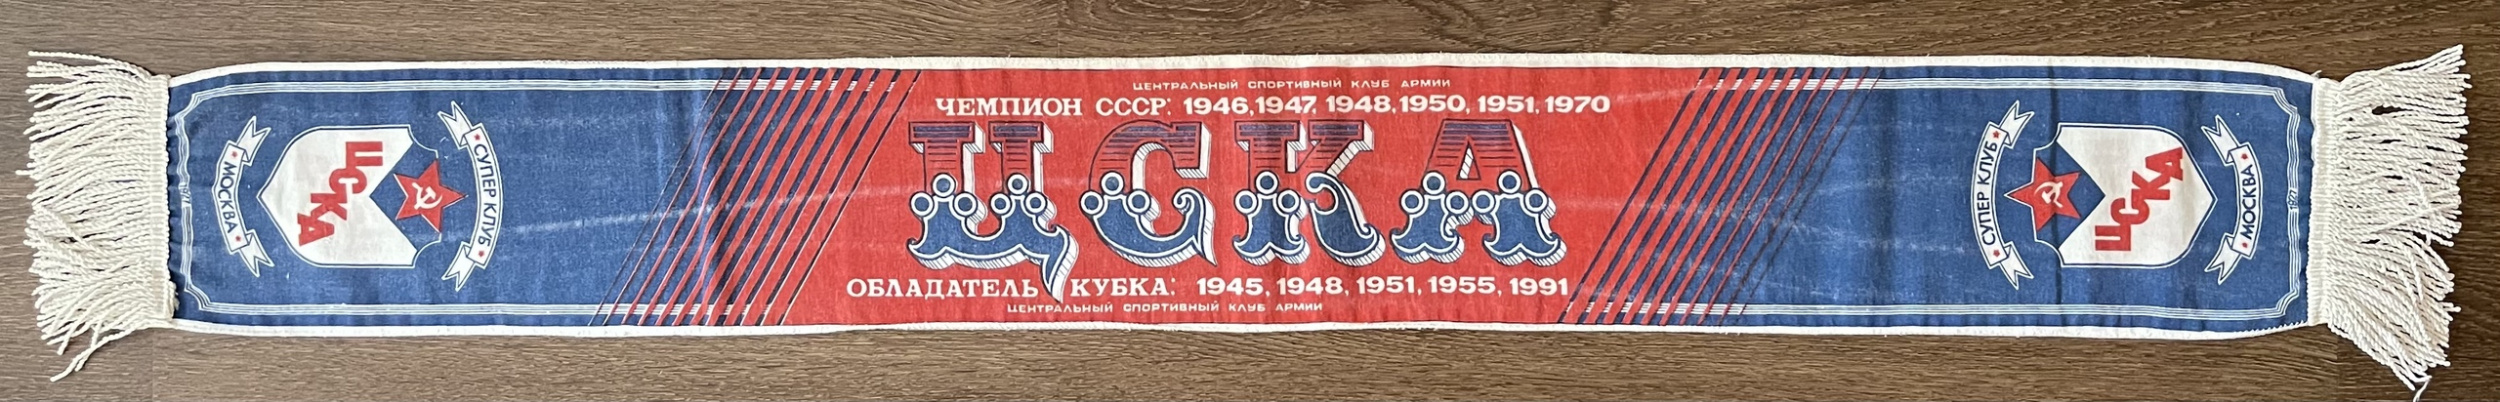 МОСКВА
ЦСКА
СУПЕР КЛУБ
ЦЕНТРАЛЬНЫЙ СПОРТИВНЫЙ КЛУБ АРМИИ
ЧЕМПИОН СССР: 1946, 1947, 1948, 1950, 1951, 1970
ЦСКА
ОБЛАДАТЕЛЬ КУБКА: 1945, 1948, 1951, 1955, 1991
ЦЕНТРАЛЬНЫЙ СПОРТИВНЫЙ КЛУБ АРМИИ
СУПЕР КЛУБ
ЦСКА
МОСКВА